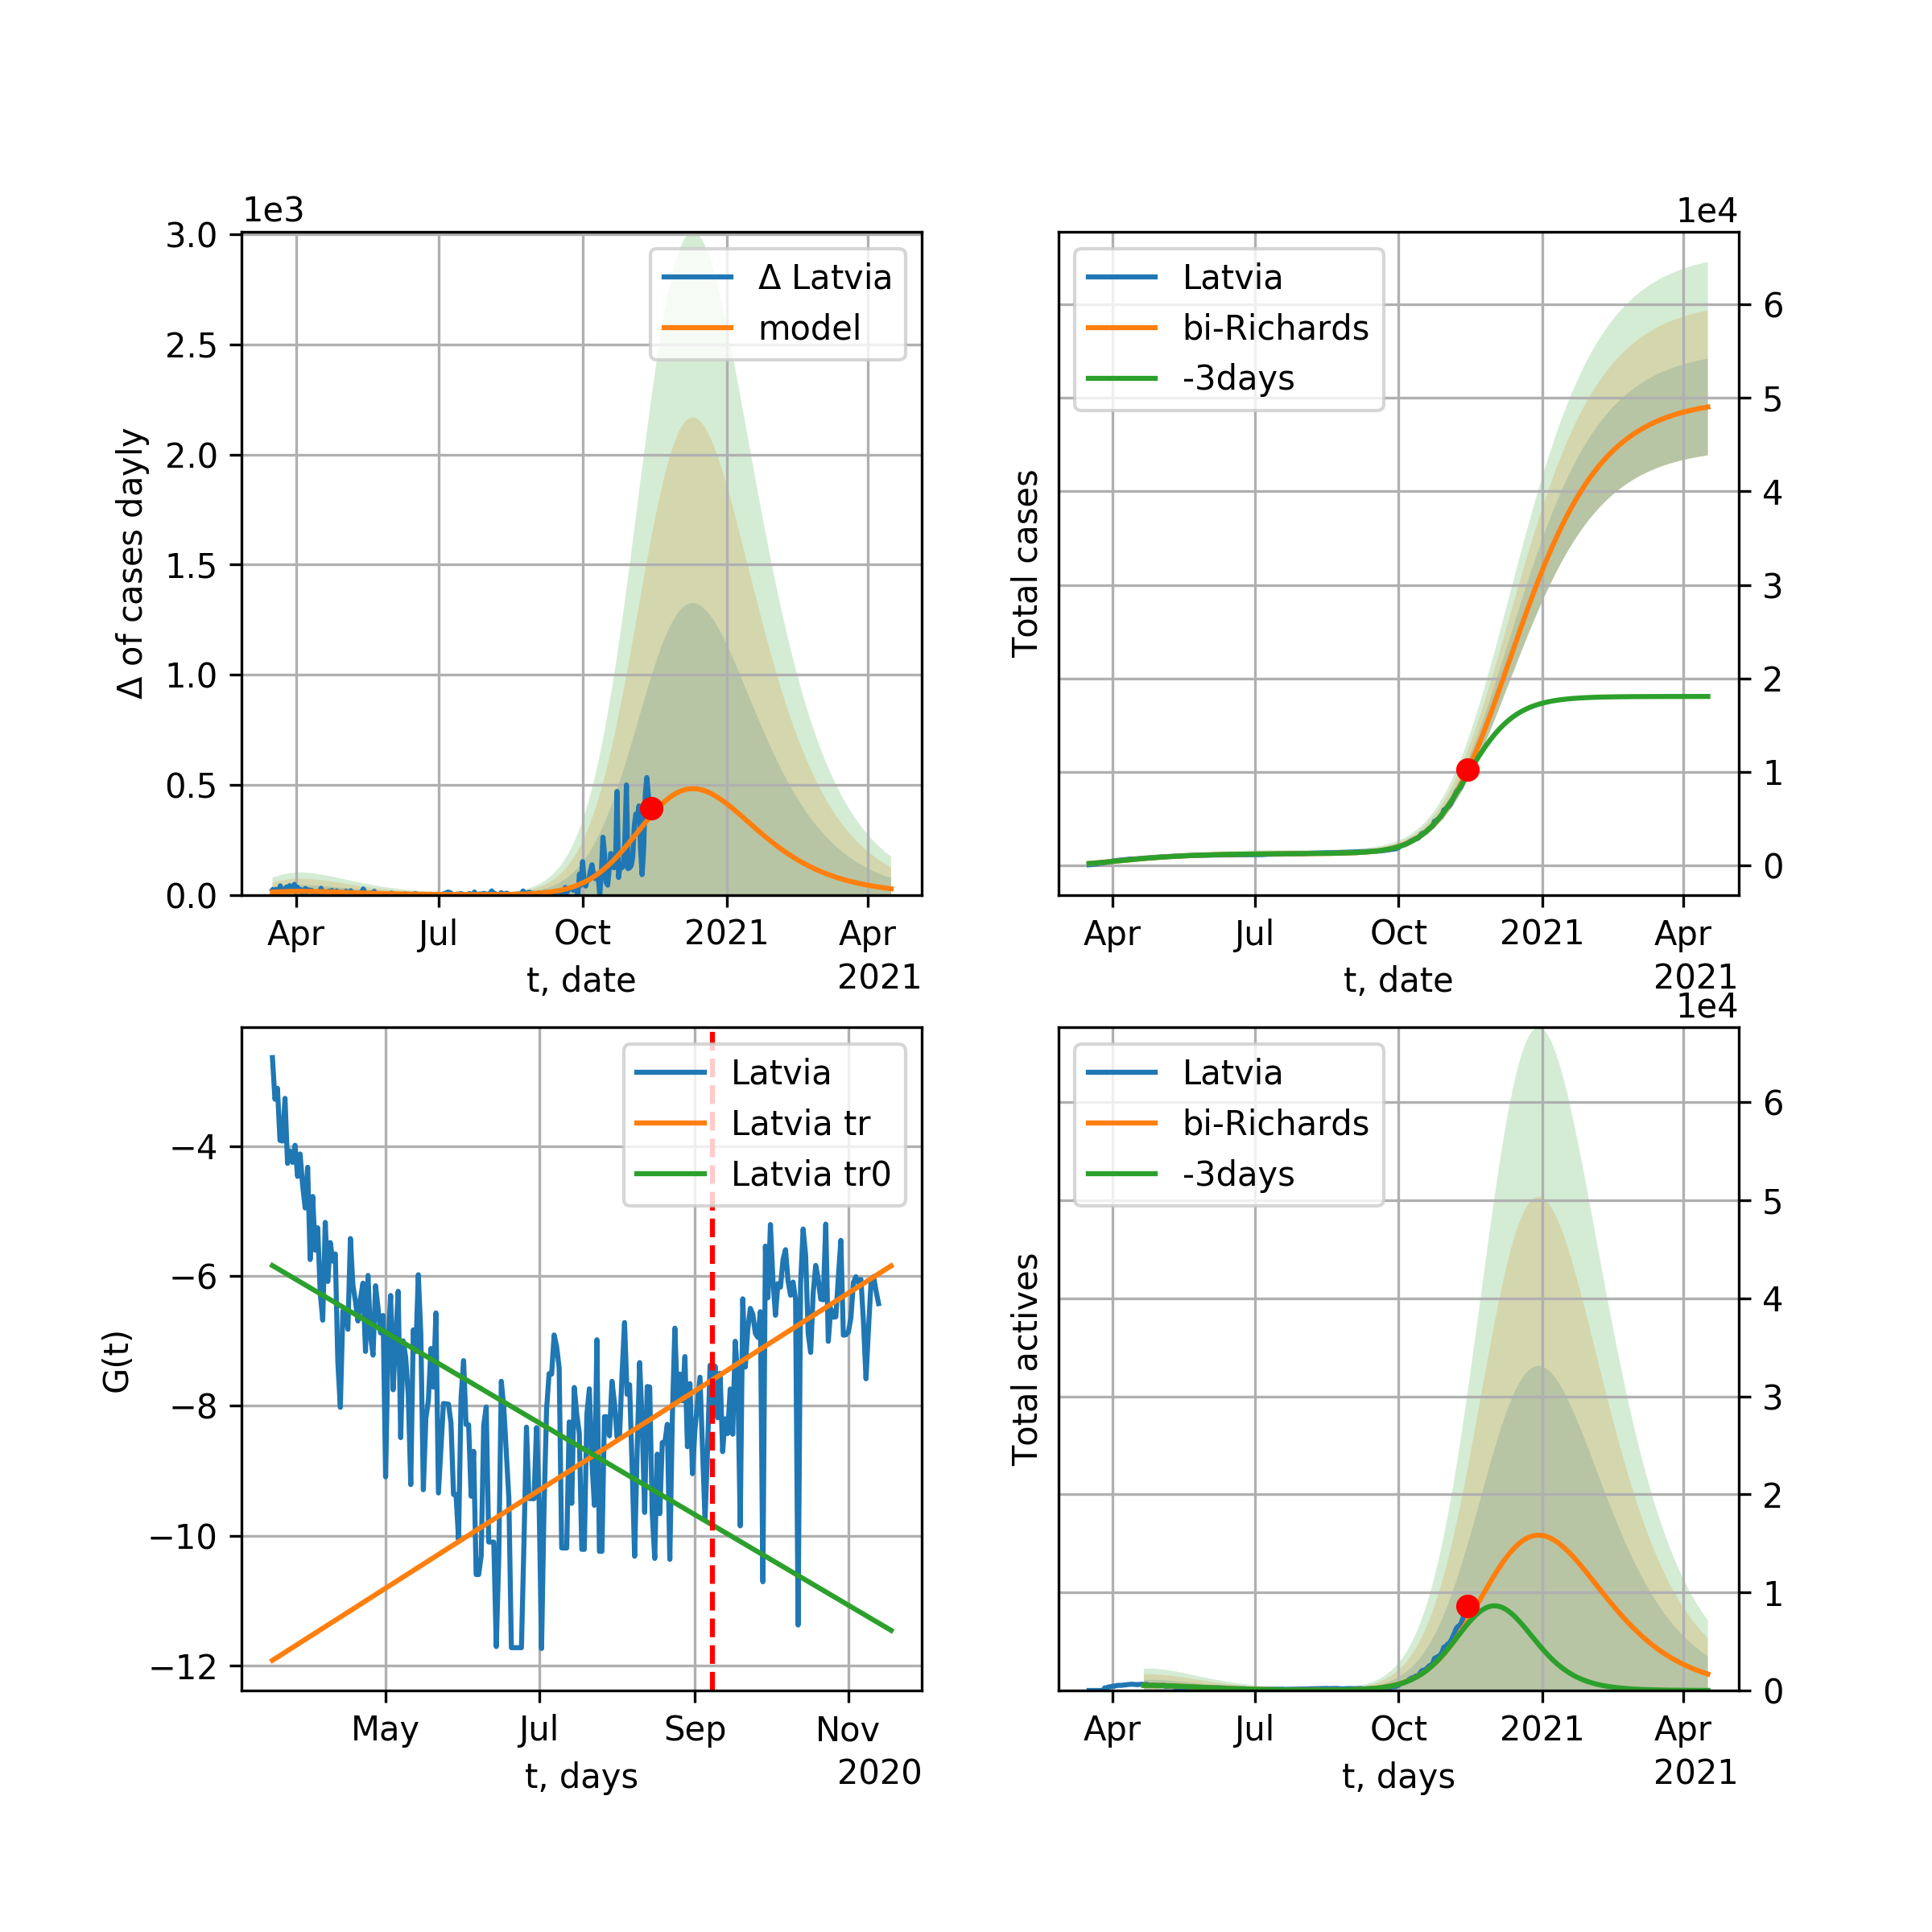 1e3
3.0
2.5
2.0
1.5
1.0
0.5
0.0
Δ of cases dayly
Δ Latvia
model
Apr
Jul
Oct
2021
Apr
2021
t, date
1e4
Latvia
bi-Richards
-3days
Total cases
6
5
4
3
2
1
0
Apr
Jul
Oct
2021
Apr
2021
t, date
G(t)
−4
−6
−8
−10
−12
Latvia
Latvia tr
Latvia tr0
May
Jul
Sep
Nov
2020
t, days
1e4
Latvia
bi-Richards
-3days
Total actives
6
5
4
3
2
1
0
Apr
Jul
Oct
2021
Apr
2021
t, days